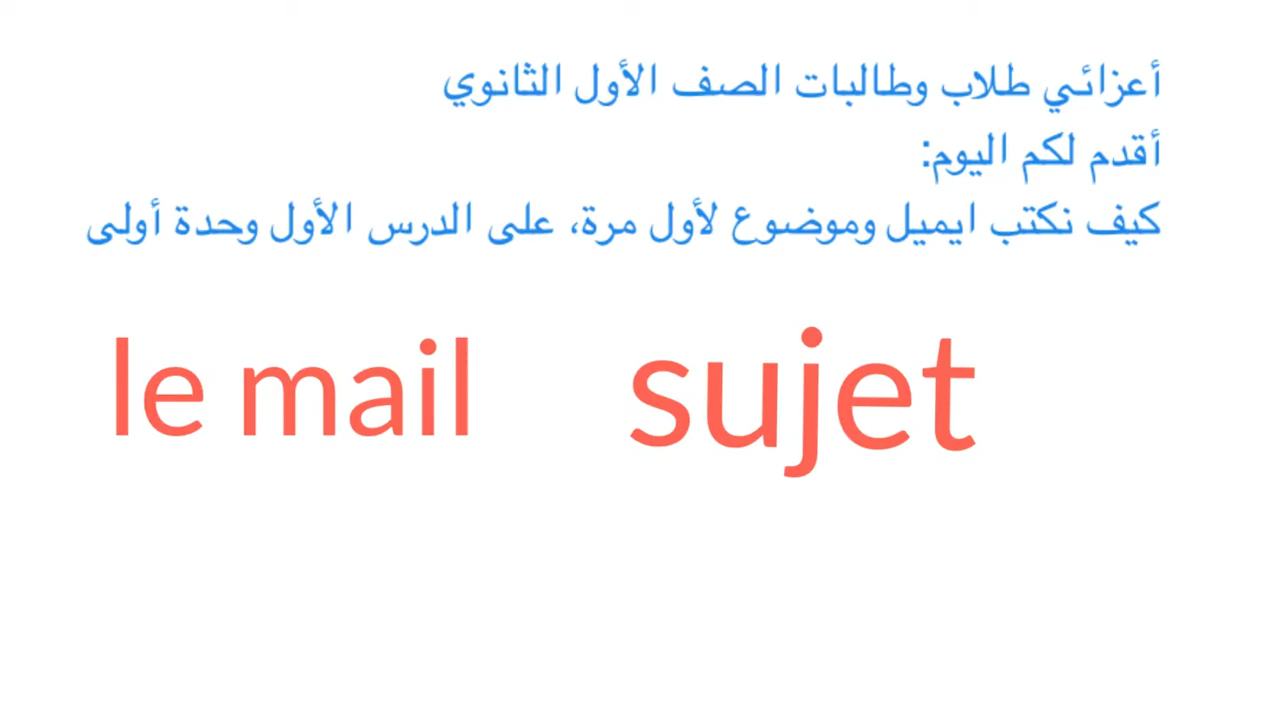 أعزائي طلاب وطالبات الصف الأول الثانوي
أقدم لكم اليوم:
كيف نكتب ايميل وموضوع لأول مرة، على الدرس الأول وحدة أولى
le mail sujet